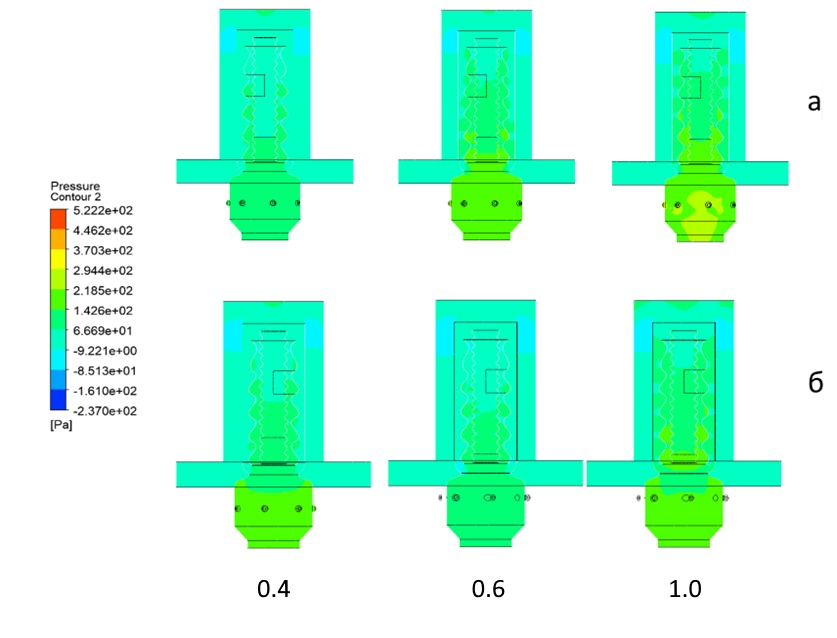 а
Pressure
Contour 2
5.222e+02
4.462e+02
3.703e+02
2.944e+02
2.185e+02
1.426e+02
6.669e+01
-9.221e+00
-8.513e+01
-1.610e+02
-2.370e+02
[Pa]
б
0.4 0.6 1.0